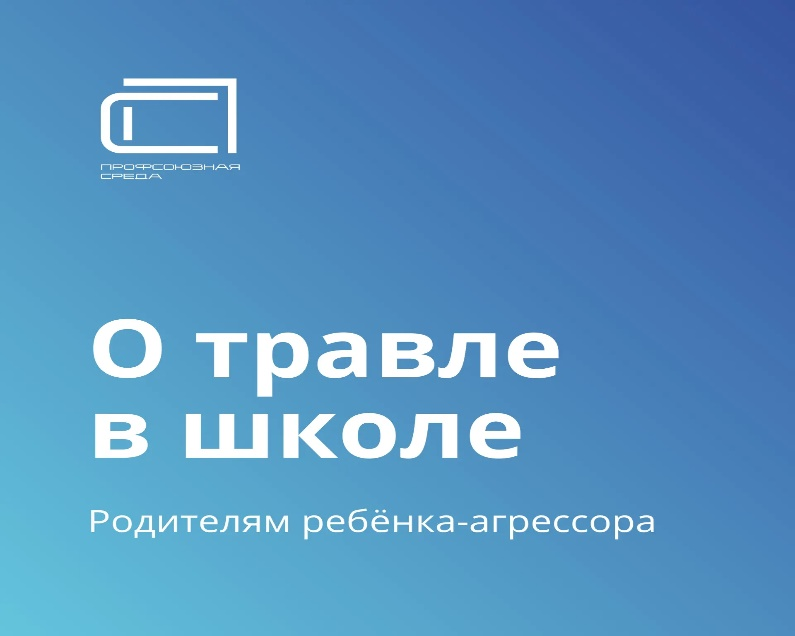 ПРОФСОЮЗНАЯ
СРЕДА
О травле
в школе
Родителям ребёнка-агрессора